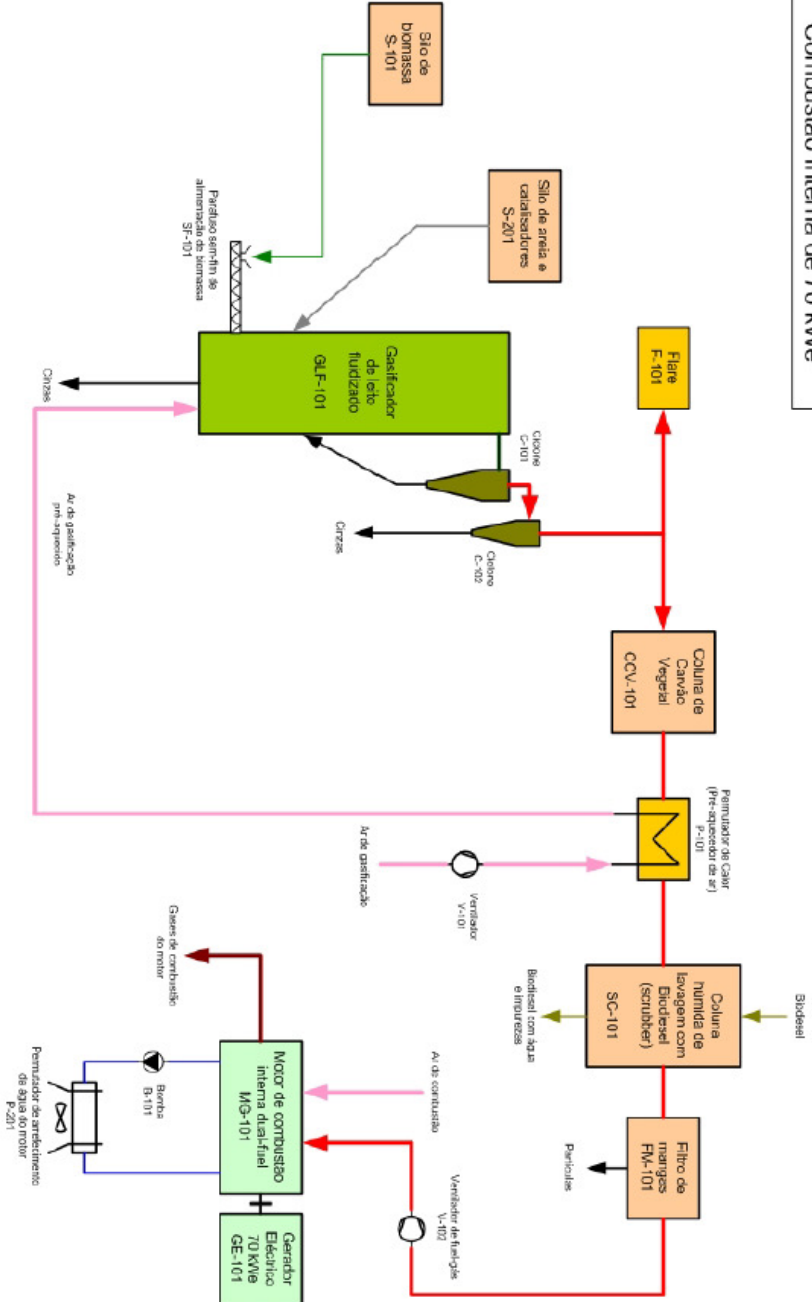 Combustão Interna de 70 kWe
Silo de
biomassa
S-101
Silo de areia e
catalisadores
S-201
Parafuso sem-fim de
alimentação de biomassa
SF-101
Gasificador
de leito
fluidizado
GLF-101
Cinzas
Ciclone
C-101
Ciclone
C-102
Cinzas
Flare
F-101
Ar de gasificação
pré-aquecido
Coluna de
Carvão
Vegetal
CCV-101
Permutador de Calor
(Pré-aquecedor de ar)
P-101
Ar de gasificação
Ventilador
V-101
Biodiesel
Coluna
húmida de
lavagem com
Biodiesel
(scrubber)
SC-101
Biodiesel com água
e impurezas
Filtro de
mangas
FM-101
Partículas
Ventilador de fuel-gás
V-102
Ar de combustão
Gases de combustão
do motor
Motor de combustão
interna dual-fuel
MG-101
Gerador
Eléctrico
70 kWe
GE-101
Bomba
B-101
Permutador de arrefecimento
da água do motor
P-201